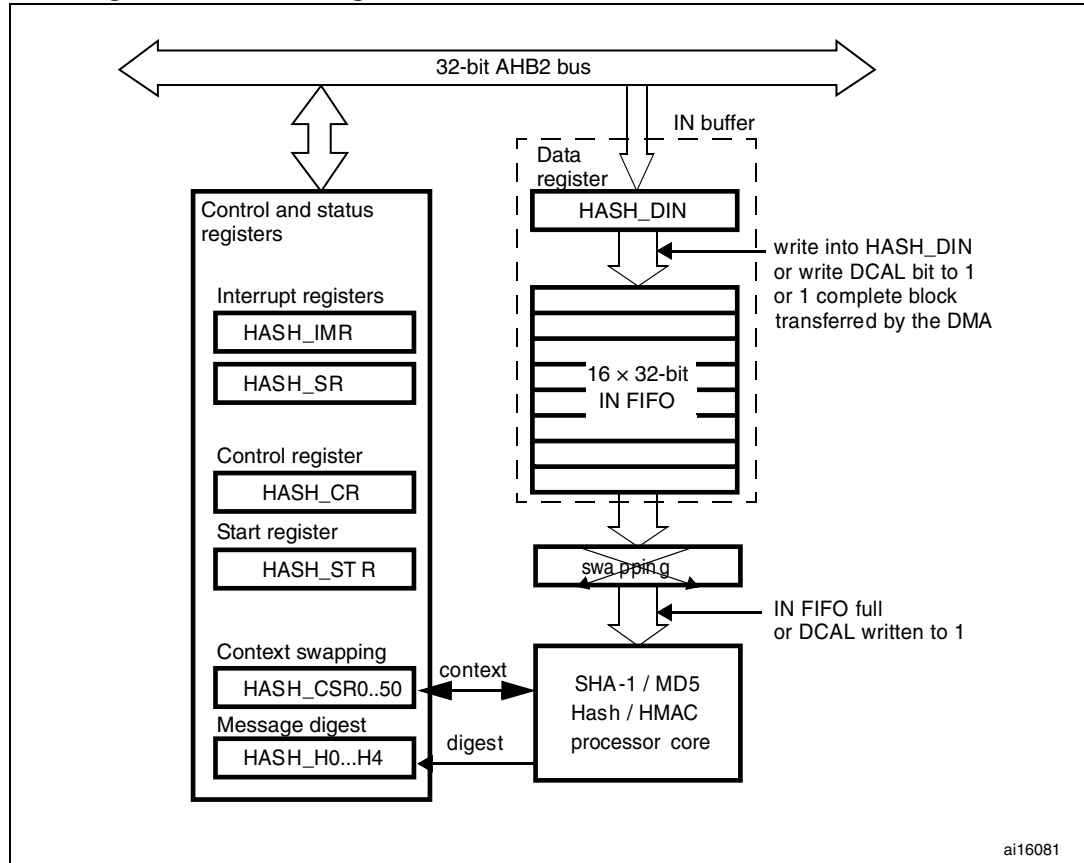 32-bit AHB2 bus
IN buffer
Data
register
HASH_DIN
write into HASH_DIN
or write DCAL bit to 1
or 1 complete block
transferred by the DMA
16 × 32-bit
IN FIFO
swapping
IN FIFO full
or DCAL written to 1
SHA-1 / MD5
Hash / HMAC
processor core
Control and status
registers
Interrupt registers
HASH_IMR
HASH_SR
Control register
HASH_CR
Start register
HASH_ST R
Context swapping
HASH_CSR0..50
context
Message digest
HASH_H0...H4
digest
ai16081